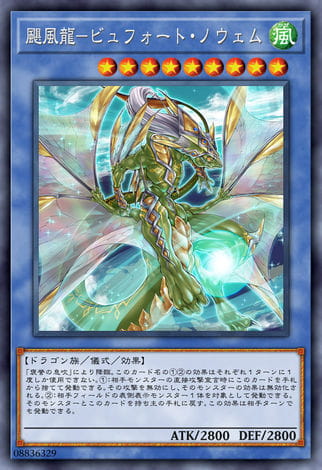 颶風龍－ビュフォート・ノウェム
風
【ドラゴン族／儀式／効果】
「襃誉の息吹」により降臨。このカード名の①②の効果はそれぞれ１ターンに１
度しか使用できない。①：相手モンスターの直接攻撃宣言時にこのカードを手札
から捨てて発動できる。その攻撃を無効にし、そのモンスターの効果は無効化さ
れる。②：相手フィールドの表側表示モンスター１体を対象として発動できる。
そのモンスターとこのカードを持ち主の手札に戻す。この効果は相手ターンで
も発動できる。
ATK/2800 DEF/2800
08836329